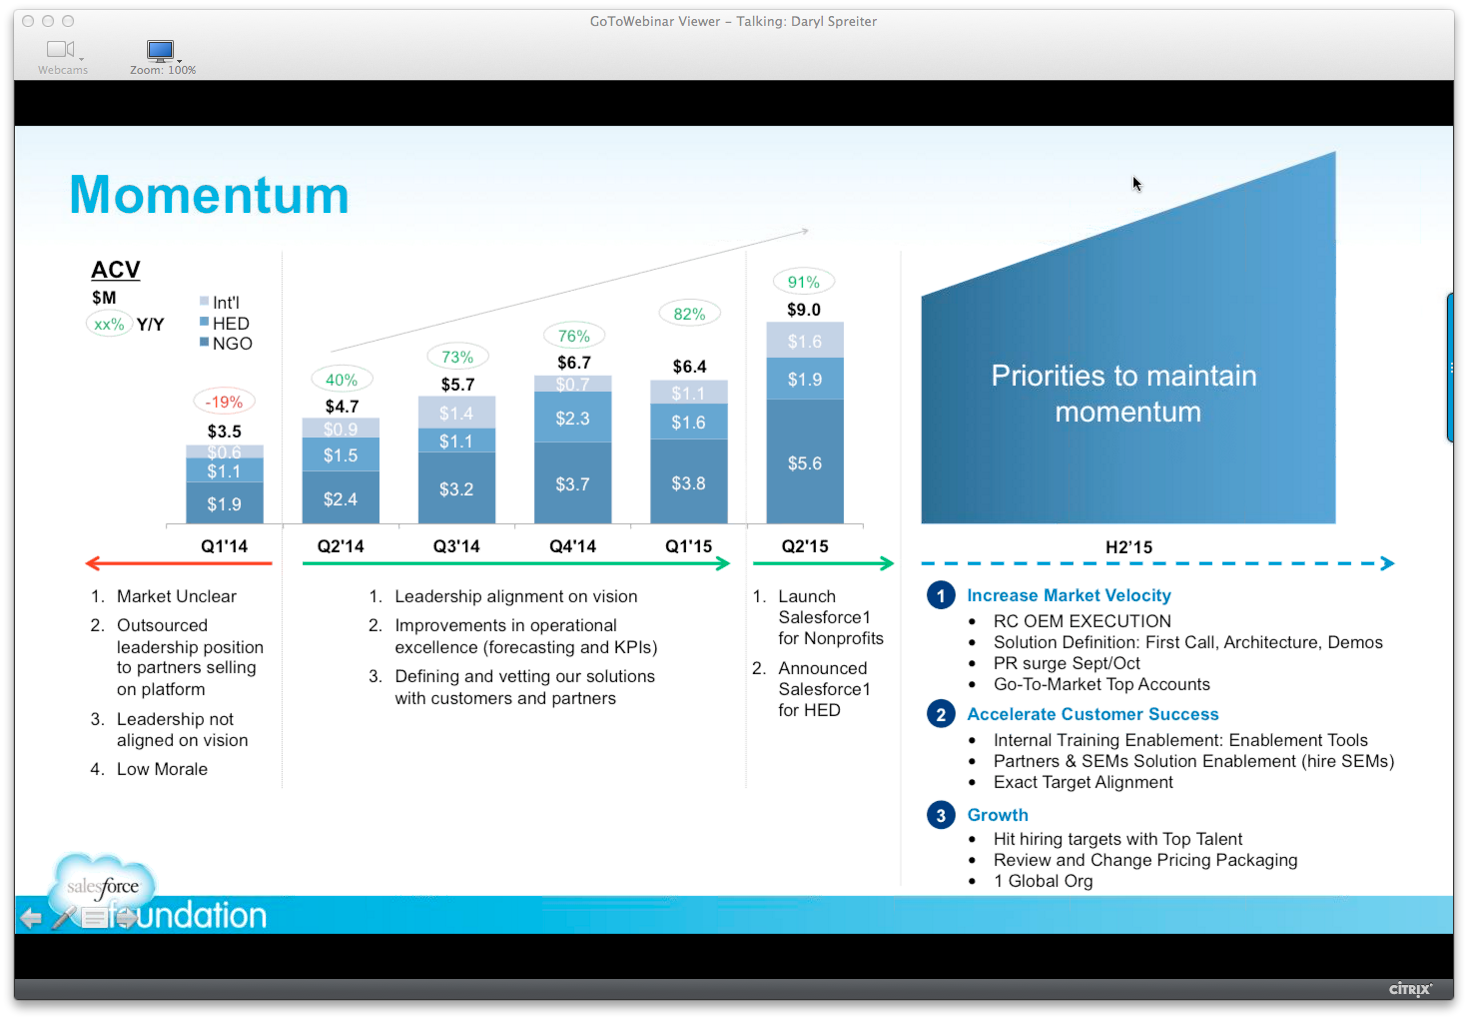 GoToWebinar Viewer – Talking: Daryl Spreiter
Webcams
Zoom: 100%
Momentum
ACV
$M
xx% Y/Y
Int'l
HED
NGO
-19%
$3.5
$0.6
$1.1
$1.9
40%
$4.7
$0.9
$1.5
$2.4
73%
$5.7
$1.4
$1.1
$3.2
76%
$6.7
$0.7
$2.3
$3.7
82%
$6.4
$1.1
$1.6
$3.8
91%
$9.0
$1.6
$1.9
$5.6
Priorities to maintain
momentum
Q1'14
Q2'14
Q3'14
Q4'14
Q1'15
Q2'15
H2'15
1. Market Unclear
2. Outsourced
leadership position
to partners selling
on platform
3. Leadership not
aligned on vision
4. Low Morale
1. Leadership alignment on vision
2. Improvements in operational
excellence (forecasting and KPIs)
3. Defining and vetting our solutions
with customers and partners
1. Launch
Salesforce1
for Nonprofits
2. Announced
Salesforce1
for HED
1 Increase Market Velocity
• RC OEM EXECUTION
• Solution Definition: First Call, Architecture, Demos
• PR surge Sept/Oct
• Go-To-Market Top Accounts
2 Accelerate Customer Success
• Internal Training Enablement: Enablement Tools
• Partners & SEMs Solution Enablement (hire SEMs)
• Exact Target Alignment
3 Growth
• Hit hiring targets with Top Talent
• Review and Change Pricing Packaging
• 1 Global Org
salesforce
foundation
CITRIX